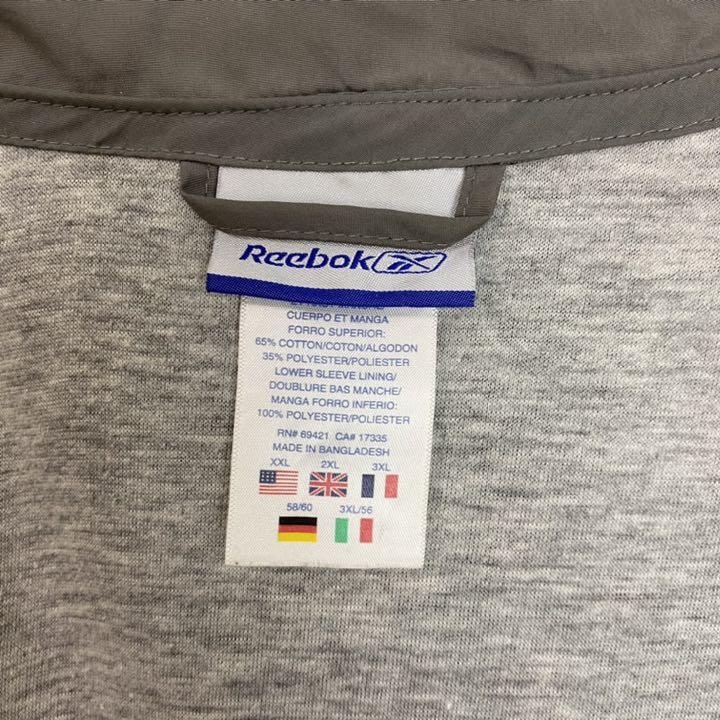 Reebok
CUERPO ET MANGA
FORRO SUPERIOR:
65% COTTON/COTON/ALGODON
35% POLYESTER/POLIESTER
LOWER SLEEVE LINING/
DOUBLURE BAS MANCHE/
MANGA FORRO INFERIO:
100% POLYESTER/POLIESTER
RN# 69421 CA# 17335
MADE IN BANGLADESH
XXL 2XL 3XL
58/60 3XL/56